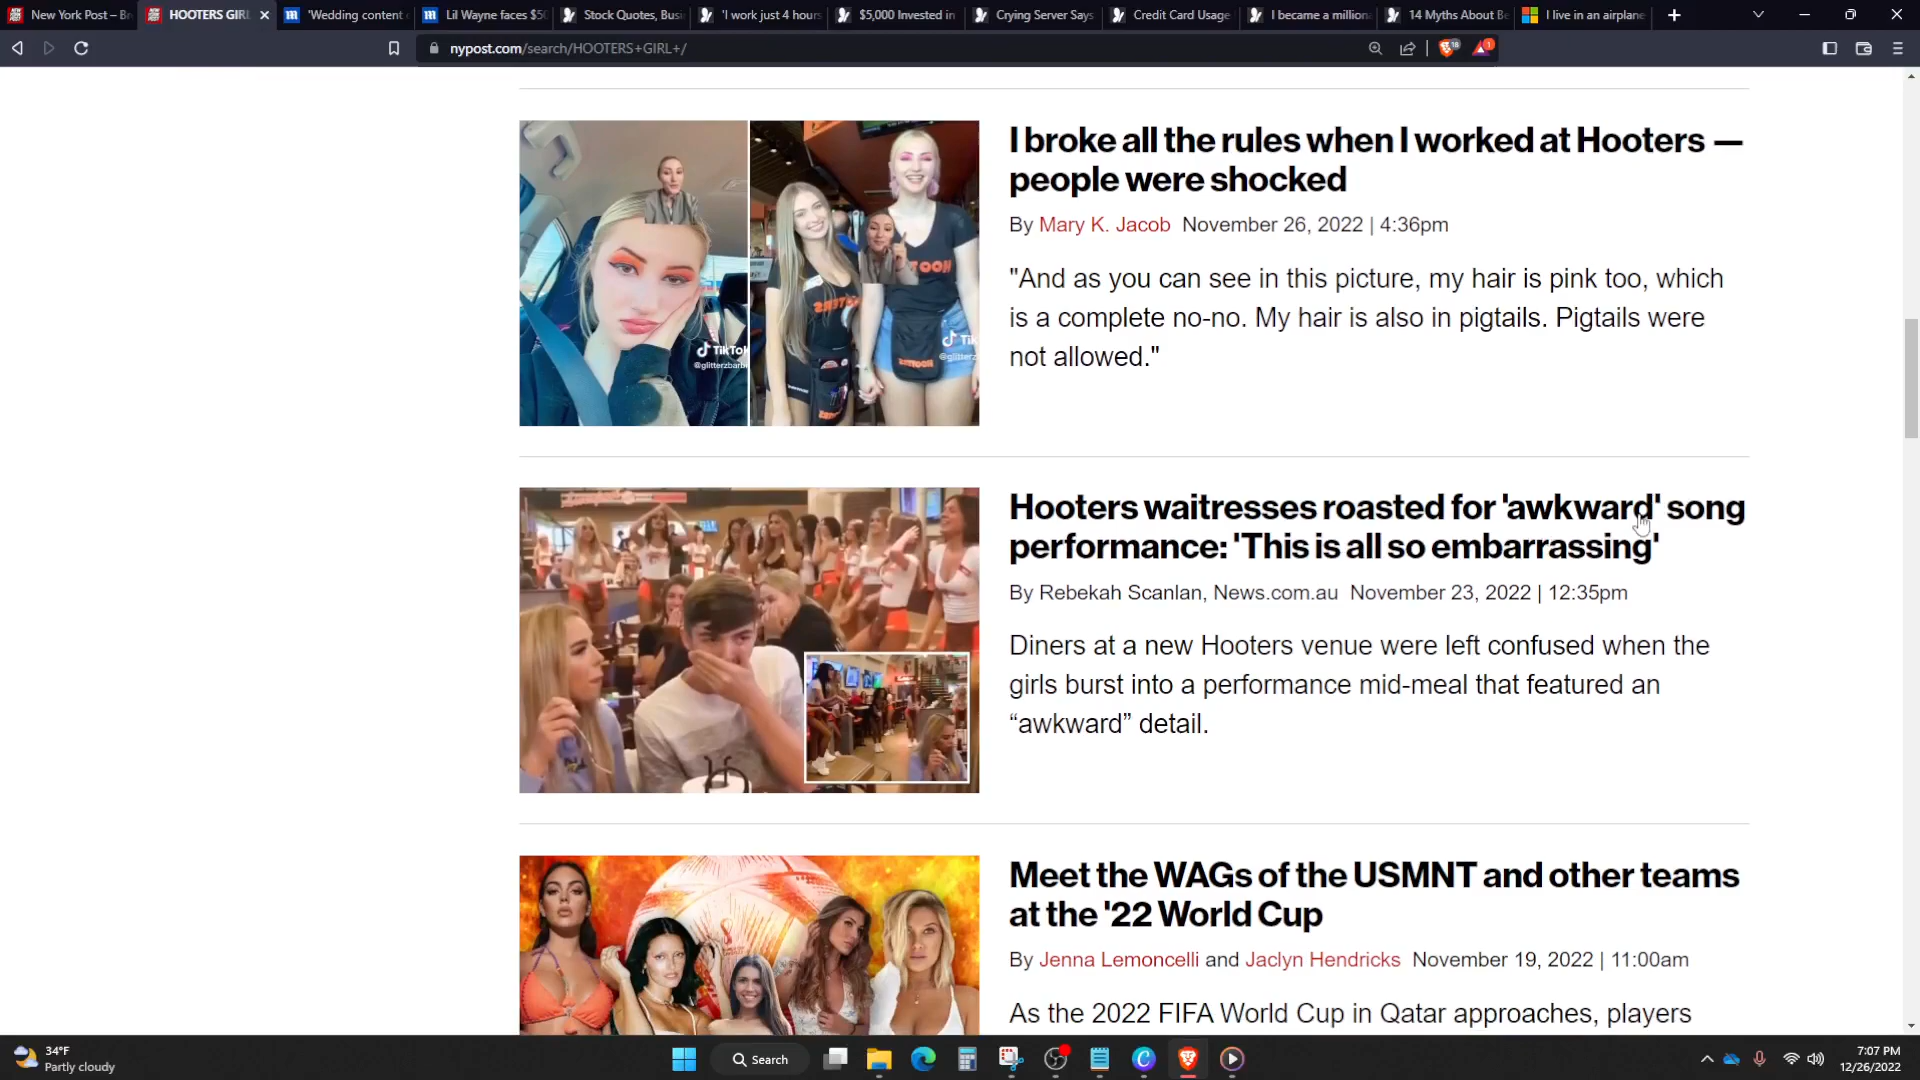 New York Post – Br
HOOTERS GIRL
'Wedding content c
Lil Wayne faces $50
Stock Quotes, Busi
'I work just 4 hours
$5,000 Invested in
Crying Server Says
Credit Card Usage
I became a milliona
14 Myths About Be
I live in an airplane
nypost.com/search/HOOTERS+GIRL+/
18
1
I broke all the rules when I worked at Hooters —
people were shocked
By Mary K. Jacob November 26, 2022 | 4:36pm
"And as you can see in this picture, my hair is pink too, which
is a complete no-no. My hair is also in pigtails. Pigtails were
not allowed."
TikTok
HOOT
Tik
HOOTERS
Hooters waitresses roasted for 'awkward' song
performance: 'This is all so embarrassing'
By Rebekah Scanlan, News.com.au November 23, 2022 | 12:35pm
Diners at a new Hooters venue were left confused when the
girls burst into a performance mid-meal that featured an
“awkward” detail.
Meet the WAGs of the USMNT and other teams
at the '22 World Cup
By Jenna Lemoncelli and Jaclyn Hendricks November 19, 2022 | 11:00am
As the 2022 FIFA World Cup in Qatar approaches, players
34°F
Partly cloudy
Search
7:07 PM
12/26/2022